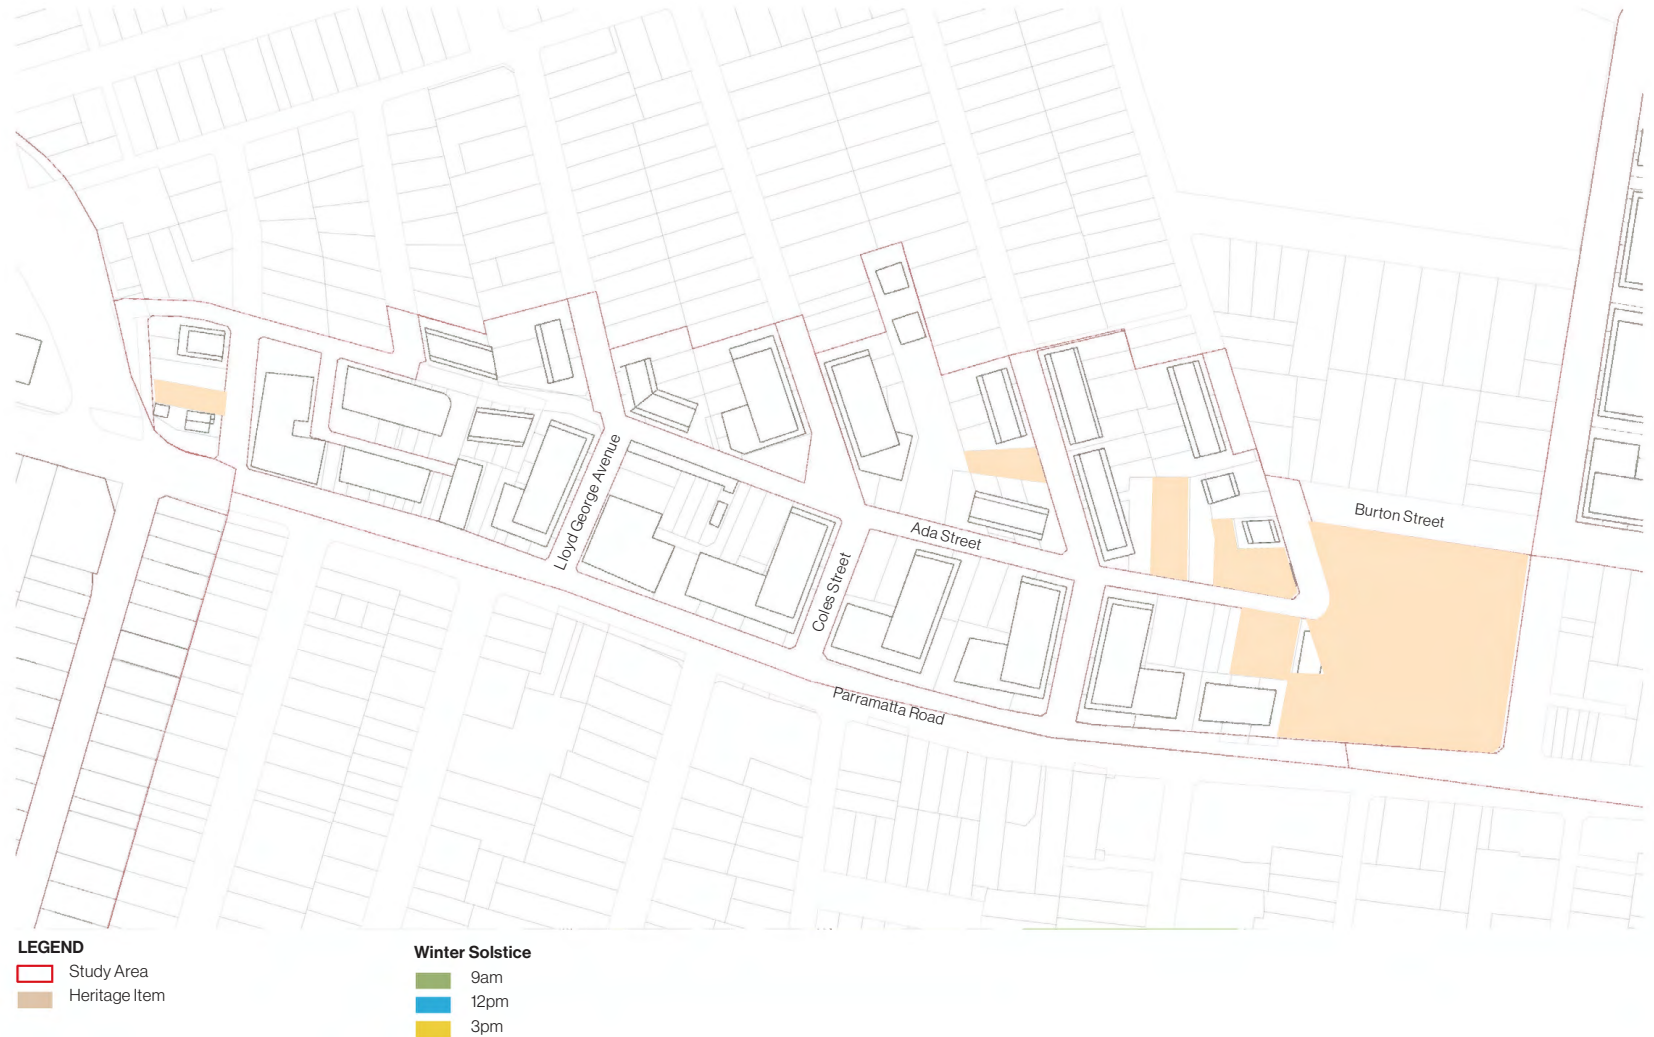 Lloyd George Avenue
Coles Street
Ada Street
Burton Street
Parramatta Road
LEGEND
Study Area
Heritage Item
Winter Solstice
9am
12pm
3pm